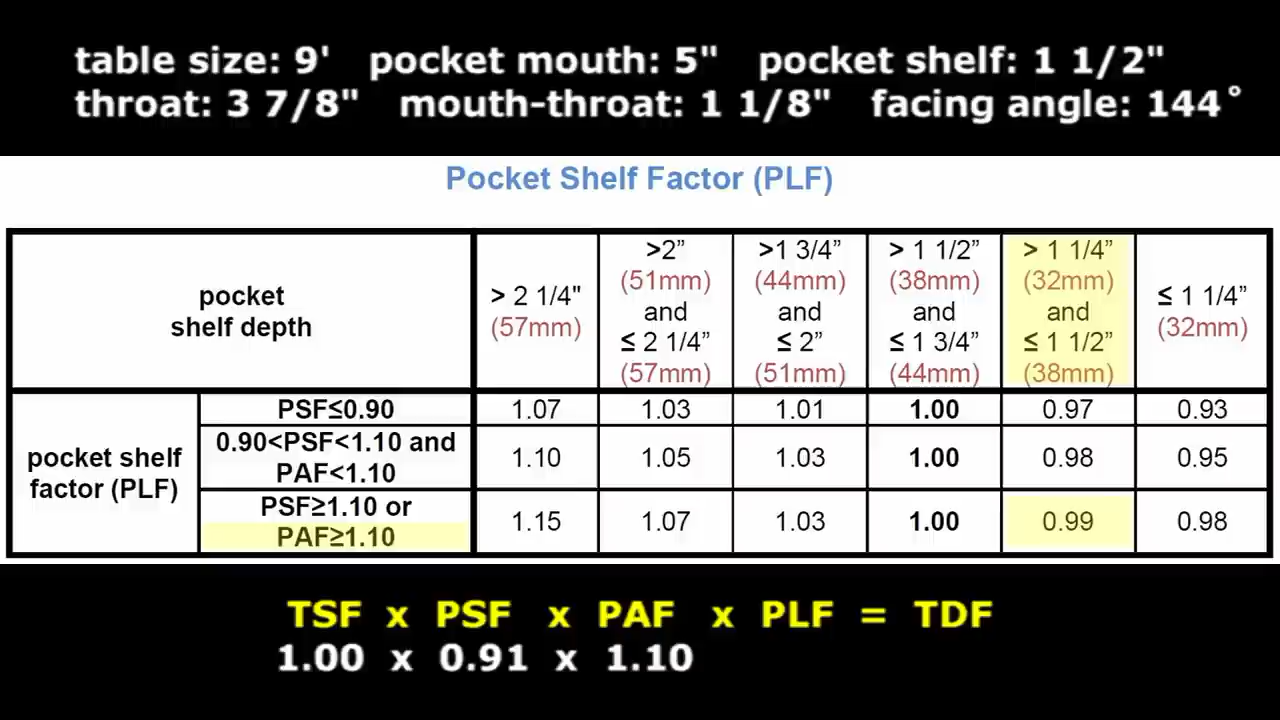 table size: 9' pocket mouth: 5" pocket shelf: 1 1/2"
throat: 3 7/8" mouth-throat: 1 1/8" facing angle: 144°
Pocket Shelf Factor (PLF)
pocket
shelf depth
> 2 1/4"
(57mm)
>2”
(51mm)
and
≤ 2 1/4”
(57mm)
>1 3/4”
(44mm)
and
≤ 2”
(51mm)
> 1 1/2”
(38mm)
and
≤ 1 3/4”
(44mm)
> 1 1/4”
(32mm)
and
≤ 1 1/2”
(38mm)
≤ 1 1/4”
(32mm)
pocket shelf
factor (PLF)
PSF≤0.90
1.07 1.03 1.01 1.00 0.97 0.93
0.90<PSF<1.10 and
PAF<1.10
1.10 1.05 1.03 1.00 0.98 0.95
PSF≥1.10 or
PAF≥1.10
1.15 1.07 1.03 1.00 0.99 0.98
TSF x PSF x PAF x PLF = TDF
1.00 x 0.91 x 1.10